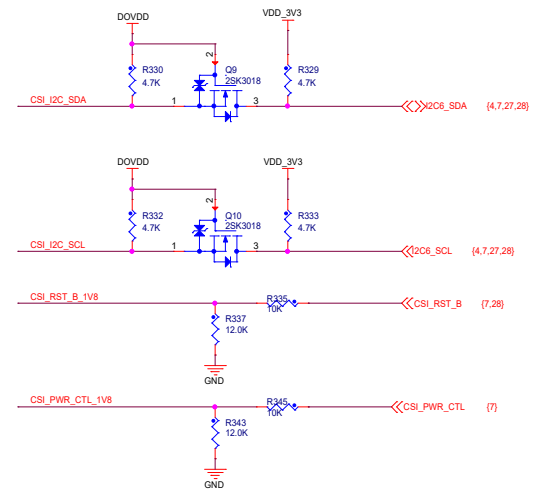 DOVDD
VDD_3V3
R330
4.7K
2
Q9
2SK3018
R329
4.7K
CSI_I2C_SDA
1
3
I2C6_SDA
{4,7,27,28}
DOVDD
VDD_3V3
R332
4.7K
2
Q10
2SK3018
R333
4.7K
CSI_I2C_SCL
1
3
I2C6_SCL
{4,7,27,28}
CSI_RST_B_1V8
R335
10K
CSI_RST_B
{7,28}
R337
12.0K
GND
CSI_PWR_CTL_1V8
R345
10K
CSI_PWR_CTL
{7}
R343
12.0K
GND